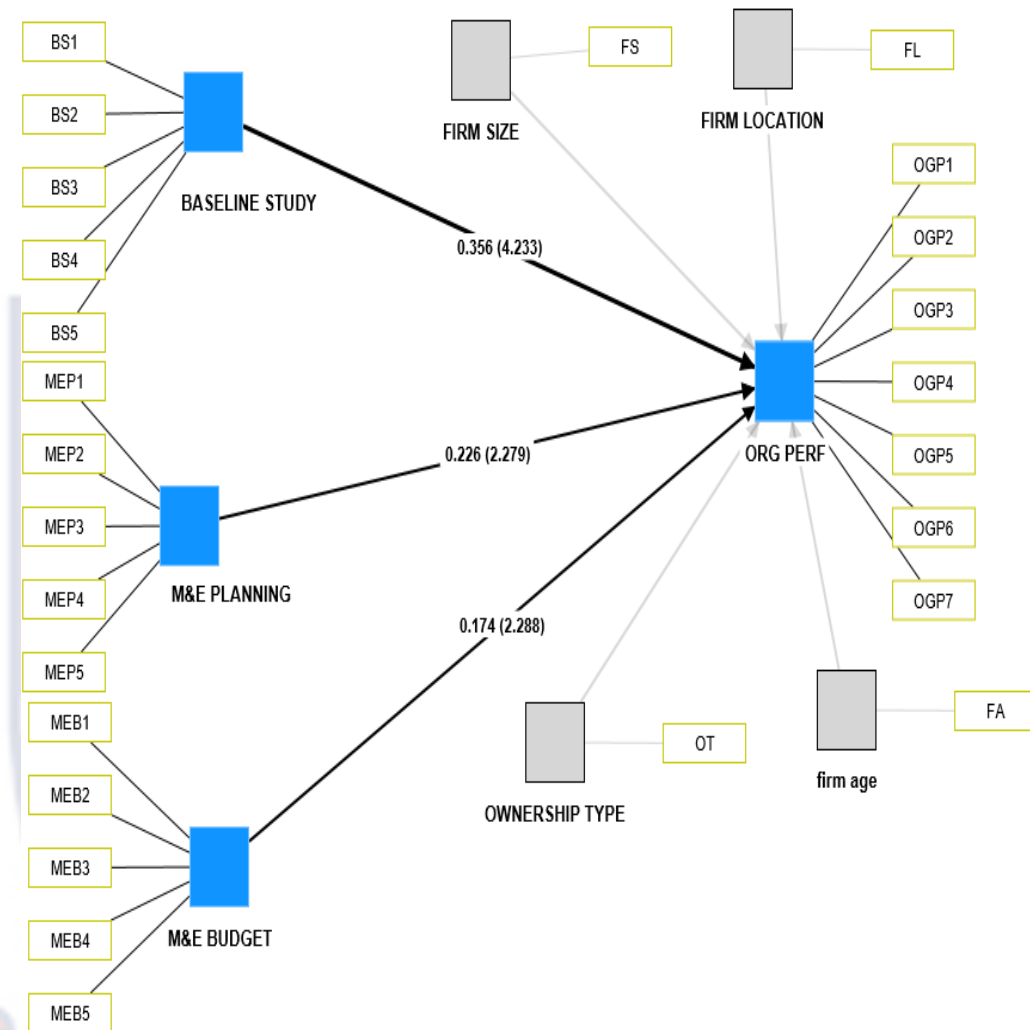 BS1
BS2
BS3
BS4
BS5
BASELINE STUDY
MEP1
MEP2
MEP3
MEP4
MEP5
M&E PLANNING
MEB1
MEB2
MEB3
MEB4
MEB5
M&E BUDGET
0.356 (4.233)
0.226 (2.279)
0.174 (2.288)
FS
FIRM SIZE
FL
FIRM LOCATION
OGP1
OGP2
OGP3
OGP4
OGP5
OGP6
OGP7
ORG PERF
OT
OWNERSHIP TYPE
FA
firm age